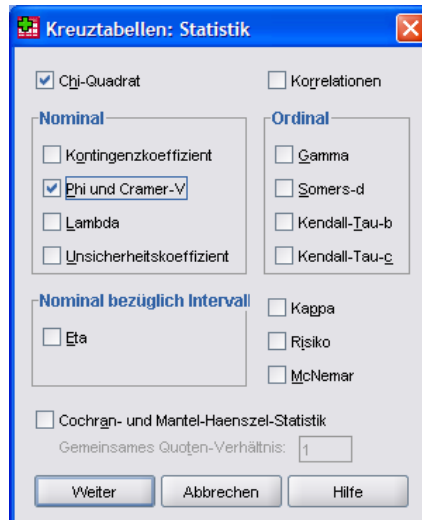 Kreuztabellen: Statistik
Chi-Quadrat
Korrelationen
Nominal
Kontingenzkoeffizient
Phi und Cramer-V
Lambda
Unsicherheitskoeffizient
Ordinal
Gamma
Somers-d
Kendall-Tau-b
Kendall-Tau-c
Nominal bezüglich Intervall
Eta
Kappa
Risiko
McNemar
Cochran- und Mantel-Haenszel-Statistik
Gemeinsames Quoten-Verhältnis: 1
Weiter Abbrechen Hilfe